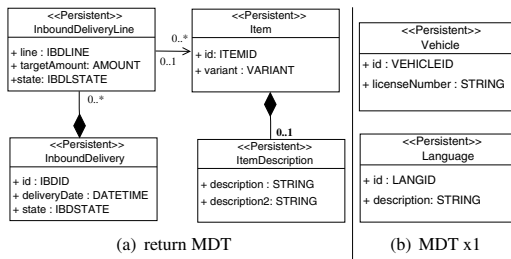 <<Persistent>>
InboundDeliveryLine
+ line : IBDLINE
+ targetAmount: AMOUNT
+state: IBDLSTATE
0..*
0..1
<<Persistent>>
Item
+ id: ITEMID
+ variant : VARIANT
0..*
0..1
<<Persistent>>
InboundDelivery
+ id : IBDID
+ deliveryDate : DATETIME
+ state : IBDSTATE
<<Persistent>>
ItemDescription
+ description : STRING
+ description2: STRING
(a) return MDT
<<Persistent>>
Vehicle
+ id : VEHICLEID
+ licenseNumber : STRING
<<Persistent>>
Language
+ id : LANGID
+ description: STRING
(b) MDT x1